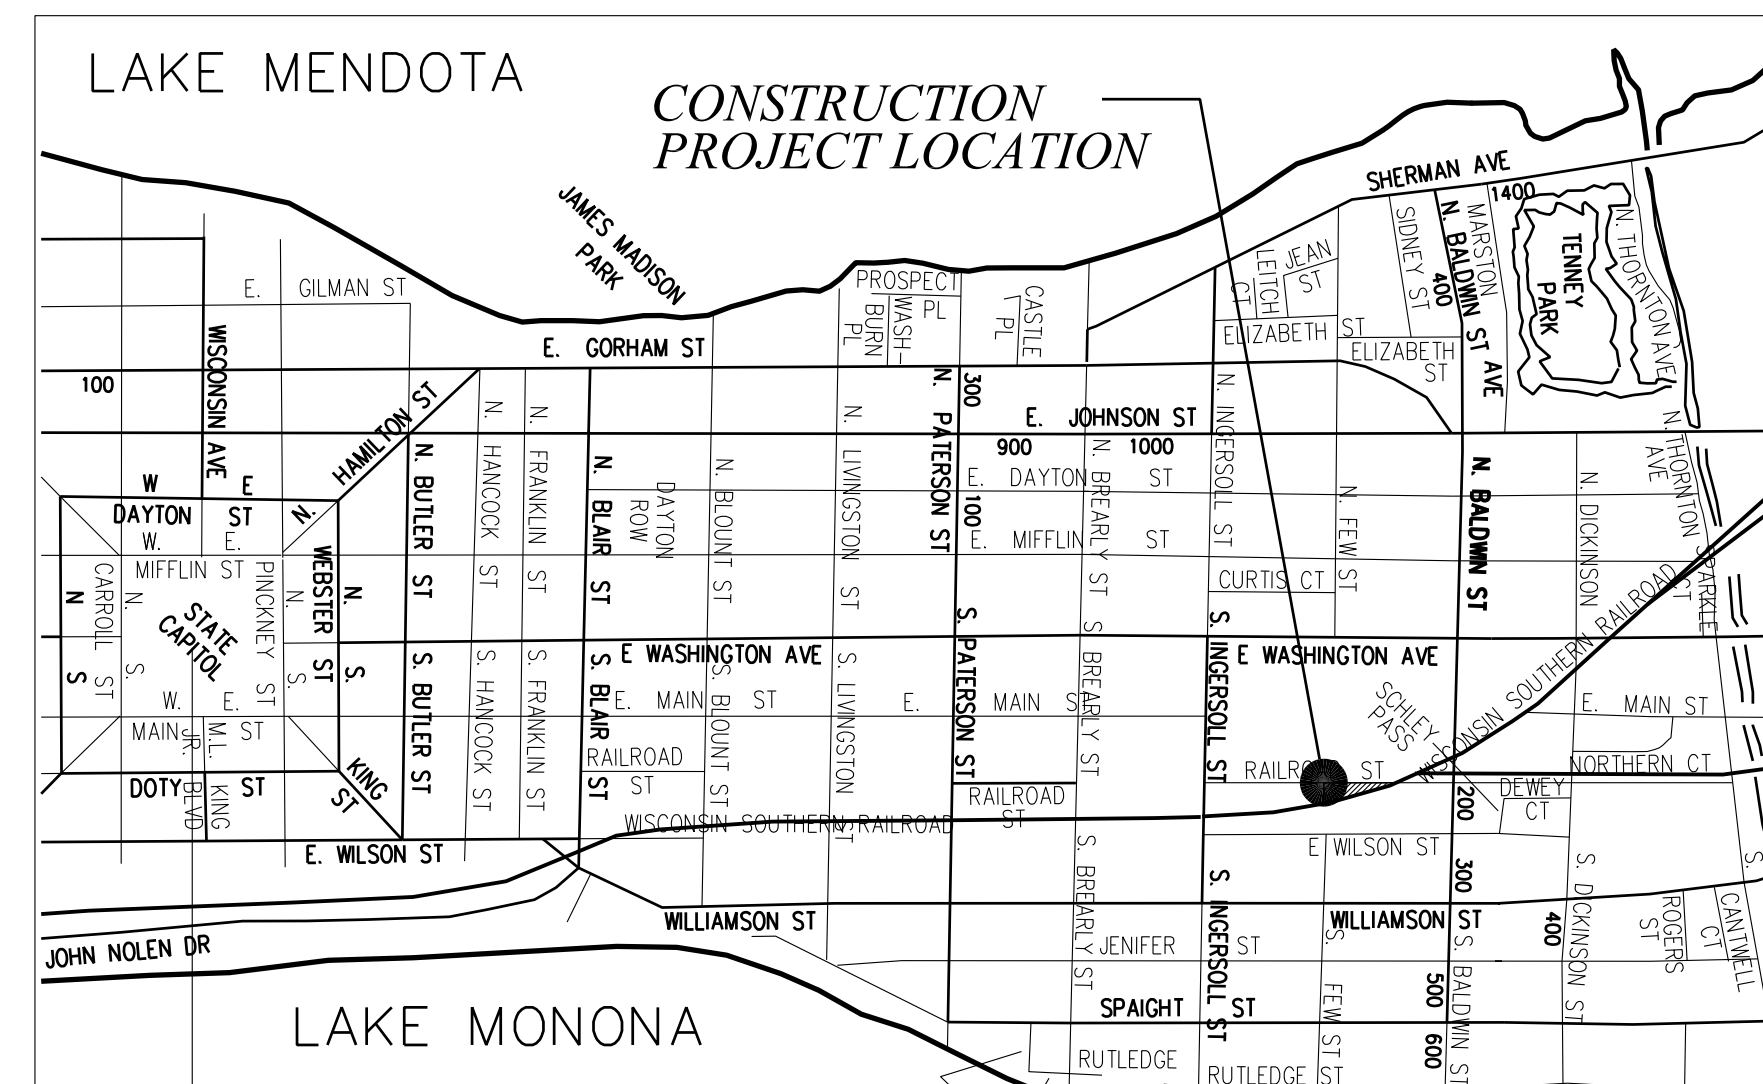 LAKE MENDOTA
CONSTRUCTION
PROJECT LOCATION
SHERMAN AVE
1400
JAMES MADISON
PARK
SIDNEY ST
N. BALDWIN ST
400
MARSTON
AVE
TENNEY
PARK
N. THORNTON AVE
LEITCH
CT
JEAN
ST
E. GILMAN ST
PROSPECT
PL
WASH-
BURN
PL
CASTLE
PL
ELIZABETH ST
ELIZABETH
ST
WISCONSIN AVE
E. GORHAM ST
100
HAMILTON ST
N. HANCOCK ST
N. FRANKLIN ST
N. LIVINGSTON ST
N. PATERSON ST
300
E. JOHNSON ST
900
1000
N. INGERSOLL ST
N. THORNTON
AVE
N. BUTLER ST
N. BLAIR ST
DAYTON
ROW
N. BLOUNT ST
E. DAYTON ST
100
N. BREARLY ST
N. FEW ST
N. BALDWIN ST
N. DICKINSON
W E
DAYTON ST
N.
W. E.
MIFFLIN ST
E. MIFFLIN ST
CURTIS CT
SPARKLE
CT
N
S
CARROLL ST
N.
S.
STATE
CAPITOL
PINCKNEY ST
N.
S.
WEBSTER
ST
N.
S.
E WASHINGTON AVE
E WASHINGTON AVE
S. BUTLER ST
S. HANCOCK ST
S. FRANKLIN ST
S. BLAIR ST
S. BLOUNT ST
S. LIVINGSTON ST
S. PATERSON ST
S BREARLY ST
S. INGERSOLL ST
SCHLEY
PASS
WISCONSIN SOUTHERN RAILROAD
W. E.
MAIN ST
E. MAIN ST
E. MAIN ST
E. MAIN ST
JR.
BLVD
M.L.
KING
RAILROAD
ST
RAILROAD
ST
RAILROAD ST
NORTHERN CT
DEWEY
CT
200
KING
ST
DOTY ST
WISCONSIN SOUTHERN RAILROAD
E. WILSON ST
E WILSON ST
300
S. BREARLY ST
S. INGERSOLL ST
S. DICKINSON ST
S.
WILLIAMSON ST
WILLIAMSON ST
400
ROGERS
ST
CANTWELL
CT
JOHN NOLEN DR
JENIFER ST
S. FEW ST
S. BALDWIN ST
500
600
LAKE MONONA
SPAIGHT ST
RUTLEDGE
RUTLEDGE ST